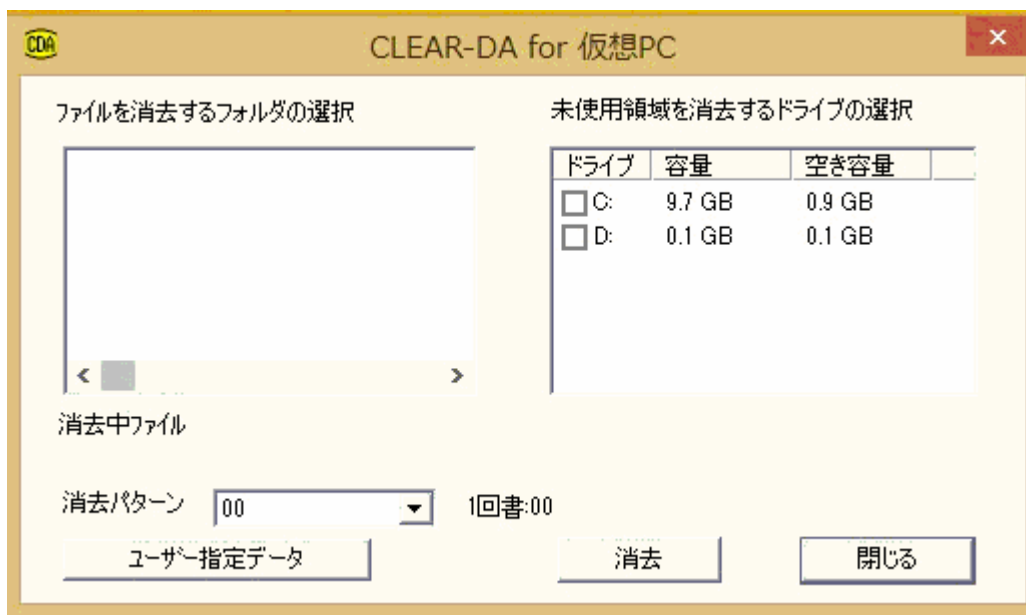 CDA
CLEAR-DA for 仮想PC
ファイルを消去するフォルダの選択
未使用領域を消去するドライブの選択
ドライブ 容量 空き容量
C: 9.7 GB 0.9 GB
D: 0.1 GB 0.1 GB
消去中ファイル
消去パターン 00 1回書:00
ユーザー指定データ 消去 閉じる